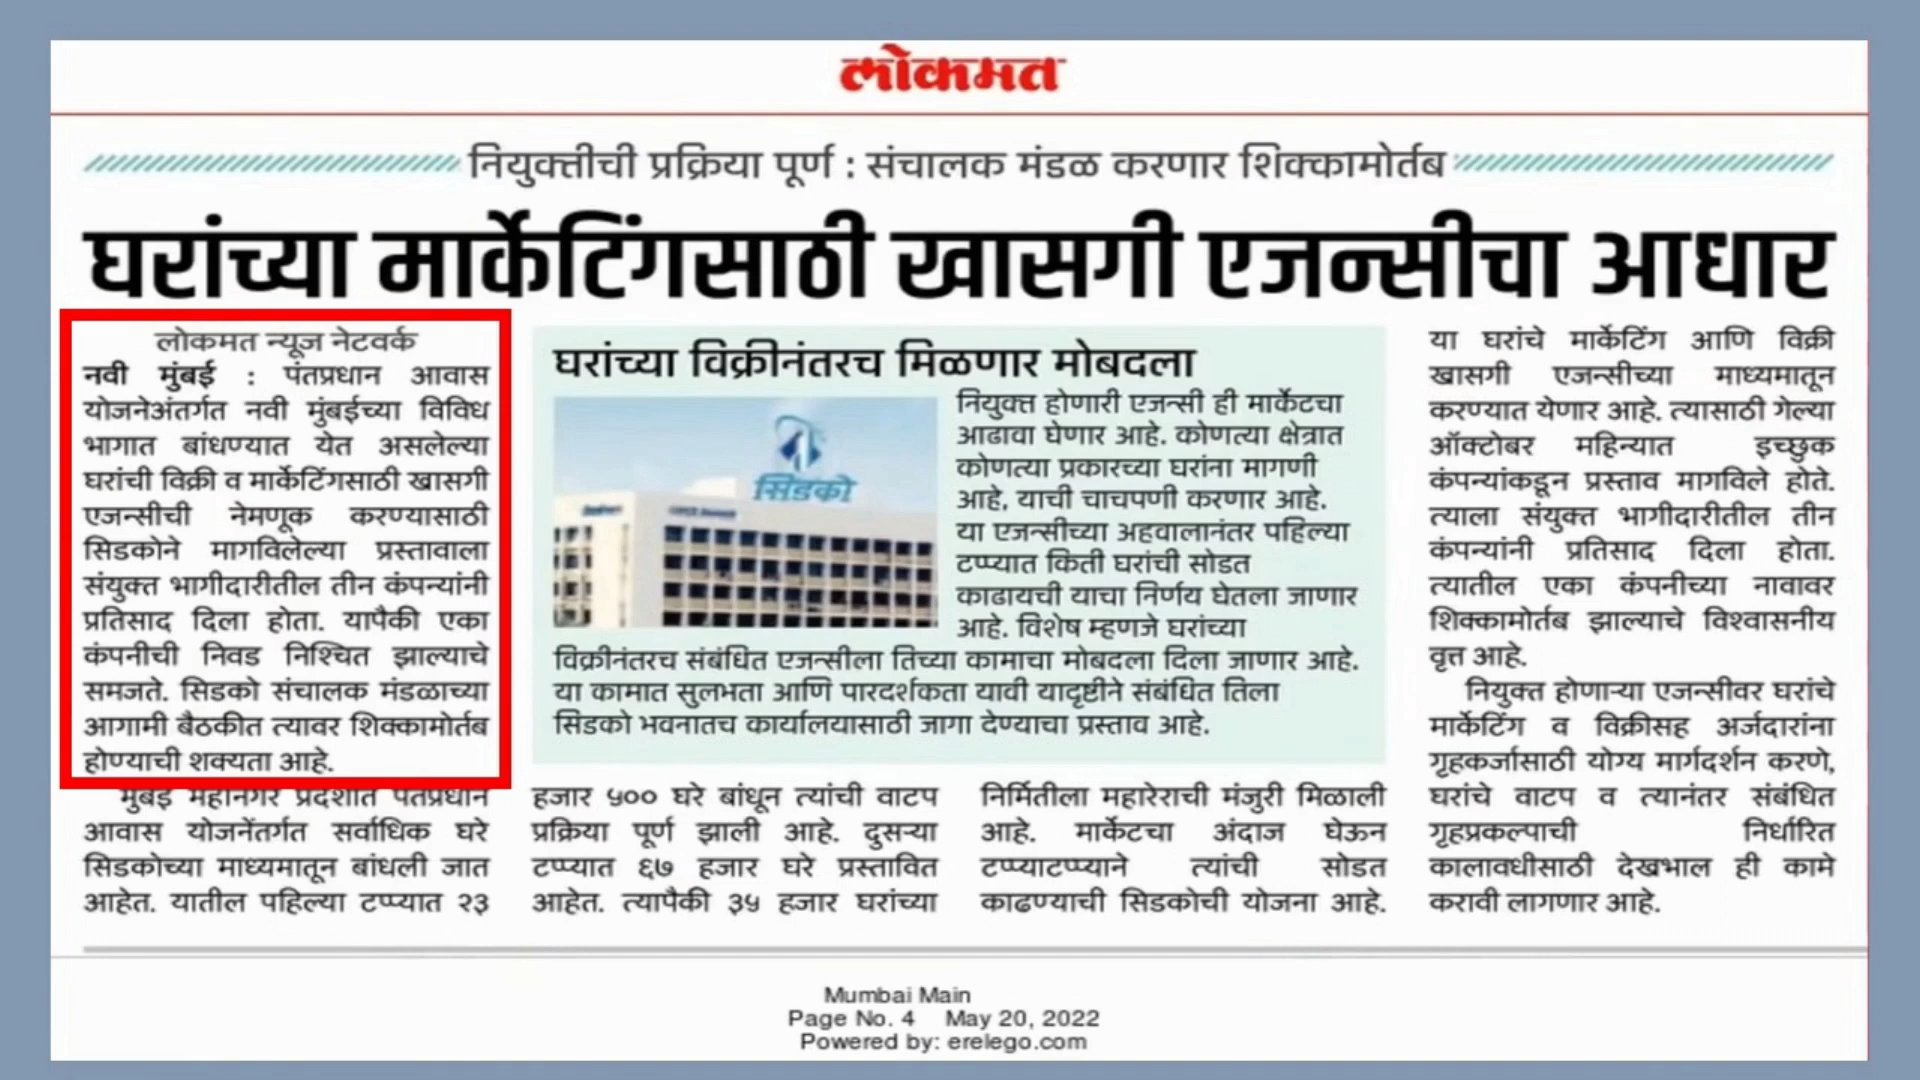 लोकमत
नियुक्तीची प्रक्रिया पूर्ण : संचालक मंडळ करणार शिक्कामोर्तब
घरांच्या मार्केटिंगसाठी खासगी एजन्सीचा आधार
लोकमत न्यूज नेटवर्क
नवी मुंबई : पंतप्रधान आवास
योजनेअंतर्गत नवी मुंबईच्या विविध
भागात बांधण्यात येत असलेल्या
घरांची विक्री व मार्केटिंगसाठी खासगी
एजन्सीची नेमणूक करण्यासाठी
सिडकोने मागविलेल्या प्रस्तावाला
संयुक्त भागीदारीतील तीन कंपन्यांनी
प्रतिसाद दिला होता. यापैकी एका
कंपनीची निवड निश्चित झाल्याचे
समजते. सिडको संचालक मंडळाच्या
आगामी बैठकीत त्यावर शिक्कामोर्तब
होण्याची शक्यता आहे.
मुंबई महानगर प्रदेशात पंतप्रधान
आवास योजनेंतर्गत सर्वाधिक घरे
सिडकोच्या माध्यमातून बांधली जात
आहेत. यातील पहिल्या टप्प्यात २३
घरांच्या विक्रीनंतरच मिळणार मोबदला
सिडको
नियुक्त होणारी एजन्सी ही मार्केटचा
आढावा घेणार आहे. कोणत्या क्षेत्रात
कोणत्या प्रकारच्या घरांना मागणी
आहे, याची चाचपणी करणार आहे.
या एजन्सीच्या अहवालानंतर पहिल्या
टप्प्यात किती घरांची सोडत
काढायची याचा निर्णय घेतला जाणार
आहे. विशेष म्हणजे घरांच्या
विक्रीनंतरच संबंधित एजन्सीला तिच्या कामाचा मोबदला दिला जाणार आहे.
या कामात सुलभता आणि पारदर्शकता यावी यादृष्टीने संबंधित तिला
सिडको भवनातच कार्यालयासाठी जागा देण्याचा प्रस्ताव आहे.
हजार ५०० घरे बांधून त्यांची वाटप
प्रक्रिया पूर्ण झाली आहे. दुसऱ्या
टप्प्यात ६७ हजार घरे प्रस्तावित
आहेत. त्यापैकी ३५ हजार घरांच्या
निर्मितीला महारेराची मंजुरी मिळाली
आहे. मार्केटचा अंदाज घेऊन
टप्प्याटप्प्याने त्यांची सोडत
काढण्याची सिडकोची योजना आहे.
या घरांचे मार्केटिंग आणि विक्री
खासगी एजन्सीच्या माध्यमातून
करण्यात येणार आहे. त्यासाठी गेल्या
ऑक्टोबर महिन्यात इच्छुक
कंपन्यांकडून प्रस्ताव मागविले होते.
त्याला संयुक्त भागीदारीतील तीन
कंपन्यांनी प्रतिसाद दिला होता.
त्यातील एका कंपनीच्या नावावर
शिक्कामोर्तब झाल्याचे विश्वासनीय
वृत्त आहे.
नियुक्त होणाऱ्या एजन्सीवर घरांचे
मार्केटिंग व विक्रीसह अर्जदारांना
गृहकर्जासाठी योग्य मार्गदर्शन करणे,
घरांचे वाटप व त्यानंतर संबंधित
गृहप्रकल्पाची निर्धारित
कालावधीसाठी देखभाल ही कामे
करावी लागणार आहे.
Mumbai Main
Page No. 4 May 20, 2022
Powered by: erelego.com